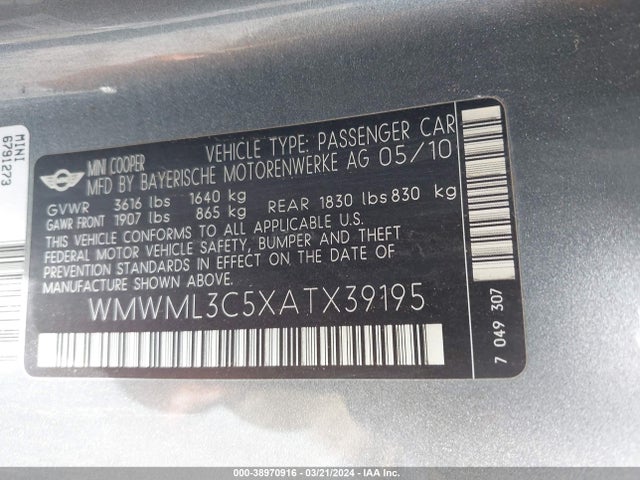 MINI COOPER VEHICLE TYPE: PASSENGER CAR
MFD BY BAYERISCHE MOTORENWERKE AG 05/10
GVWR 3616 lbs 1640 kg
GAWR FRONT 1907 lbs 865 kg REAR 1830 lbs 830 kg
THIS VEHICLE CONFORMS TO ALL APPLICABLE U.S.
FEDERAL MOTOR VEHICLE SAFETY, BUMPER AND THEFT
PREVENTION STANDARDS IN EFFECT ON THE DATE OF
MANUFACTURE SHOWN ABOVE.
WMWML3C5XATX39195
7 049 307
MINI
6791273
000-38970916 - 03/21/2024 - IAA Inc.